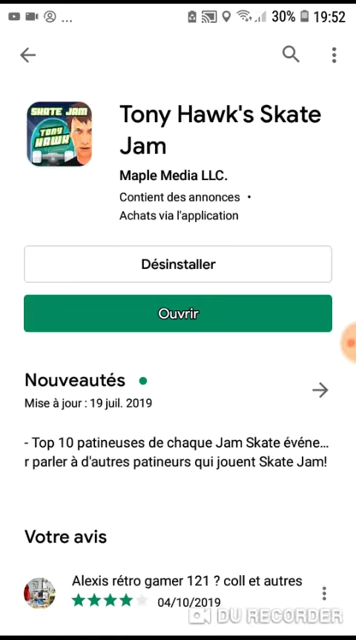 30% 19:52
SKATE JAM
TONY
HAWK
Tony Hawk's Skate
Jam
Maple Media LLC.
Contient des annonces •
Achats via l'application
Désinstaller
Ouvrir
Nouveautés
Mise à jour : 19 juil. 2019
- Top 10 patineuses de chaque Jam Skate événe...
r parler à d'autres patineurs qui jouent Skate Jam!
Votre avis
Alexis rétro gamer 121 ? coll et autres
04/10/2019
DU RECORDER